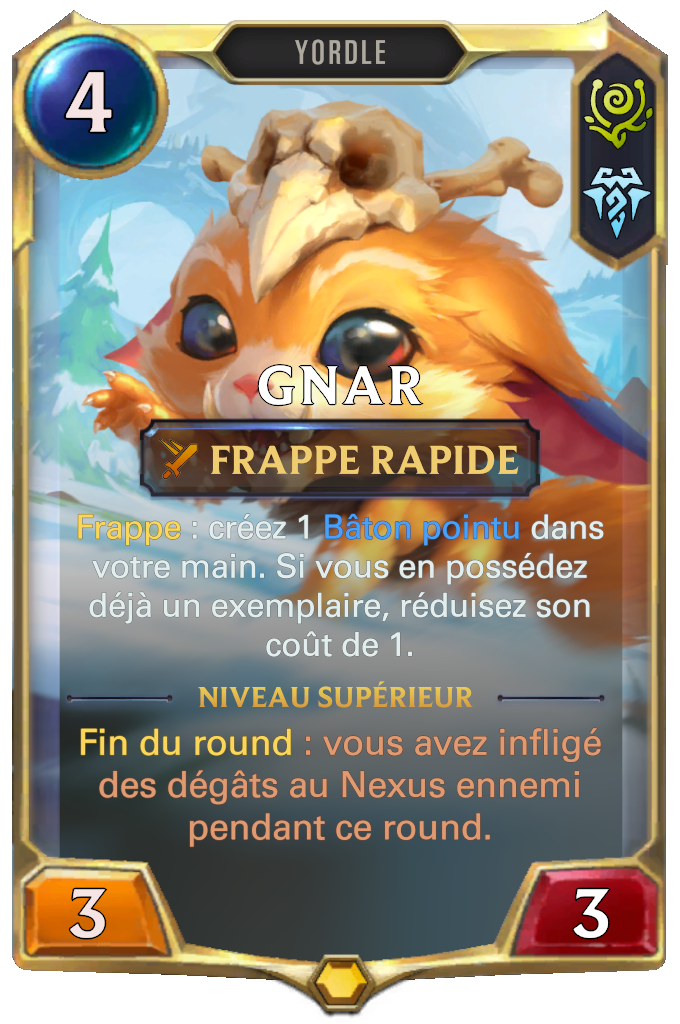 YORDLE
4
GNAR
FRAPPE RAPIDE
Frappe : créez 1 Bâton pointu dans
votre main. Si vous en possédez
déjà un exemplaire, réduisez son
coût de 1.
NIVEAU SUPÉRIEUR
Fin du round : vous avez infligé
des dégâts au Nexus ennemi
pendant ce round.
3
3